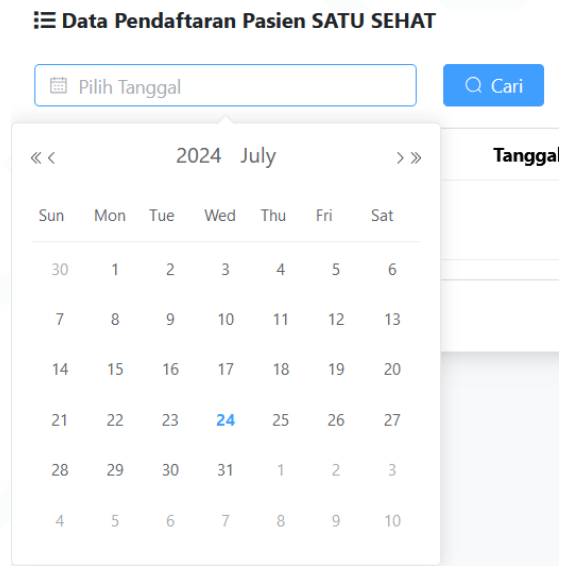 Data Pendaftaran Pasien SATU SEHAT
Pilih Tanggal
Cari
2024 July
Sun Mon Tue Wed Thu Fri Sat
30 1 2 3 4 5 6
7 8 9 10 11 12 13
14 15 16 17 18 19 20
21 22 23 24 25 26 27
28 29 30 31 1 2 3
4 5 6 7 8 9 10